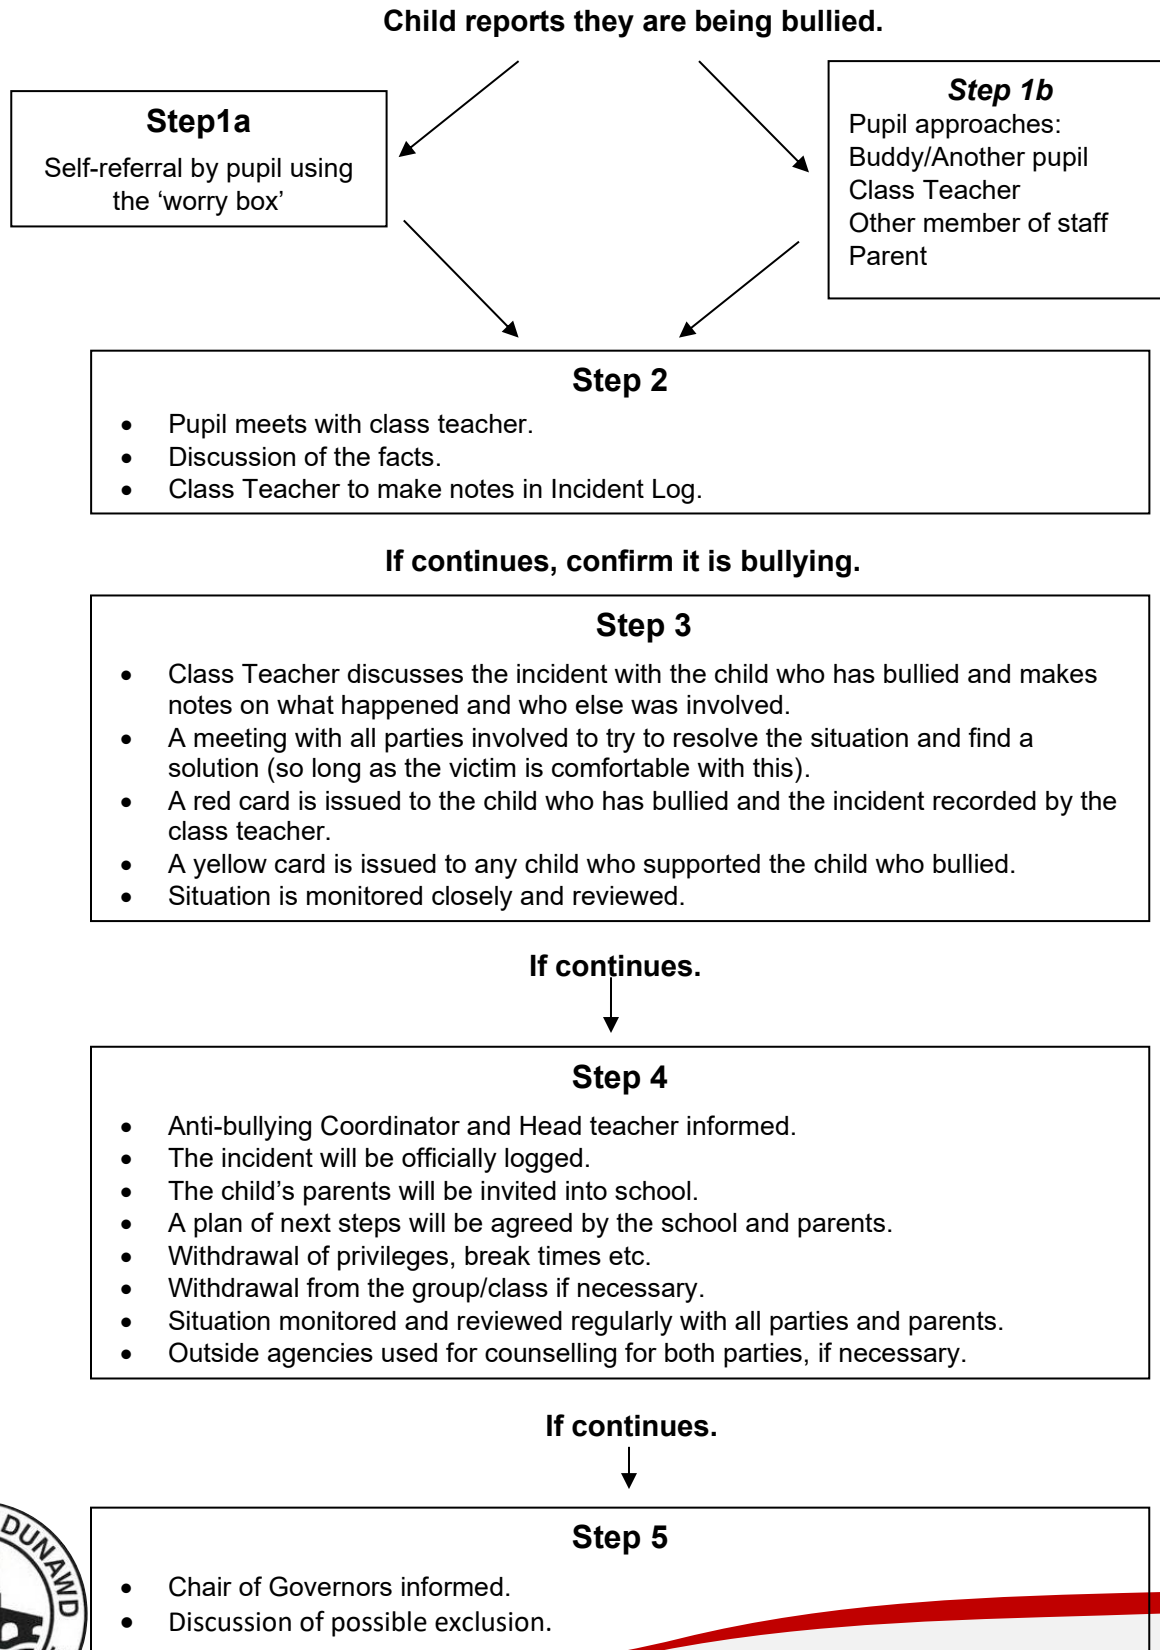 Child reports they are being bullied.
Step1a
Self-referral by pupil using
the ‘worry box’
Step 1b
Pupil approaches:
Buddy/Another pupil
Class Teacher
Other member of staff
Parent
Step 2
• Pupil meets with class teacher.
• Discussion of the facts.
• Class Teacher to make notes in Incident Log.
If continues, confirm it is bullying.
Step 3
• Class Teacher discusses the incident with the child who has bullied and makes
notes on what happened and who else was involved.
• A meeting with all parties involved to try to resolve the situation and find a
solution (so long as the victim is comfortable with this).
• A red card is issued to the child who has bullied and the incident recorded by the
class teacher.
• A yellow card is issued to any child who supported the child who bullied.
• Situation is monitored closely and reviewed.
If continues.
Step 4
• Anti-bullying Coordinator and Head teacher informed.
• The incident will be officially logged.
• The child’s parents will be invited into school.
• A plan of next steps will be agreed by the school and parents.
• Withdrawal of privileges, break times etc.
• Withdrawal from the group/class if necessary.
• Situation monitored and reviewed regularly with all parties and parents.
• Outside agencies used for counselling for both parties, if necessary.
If continues.
Step 5
• Chair of Governors informed.
• Discussion of possible exclusion.
DUNAWD